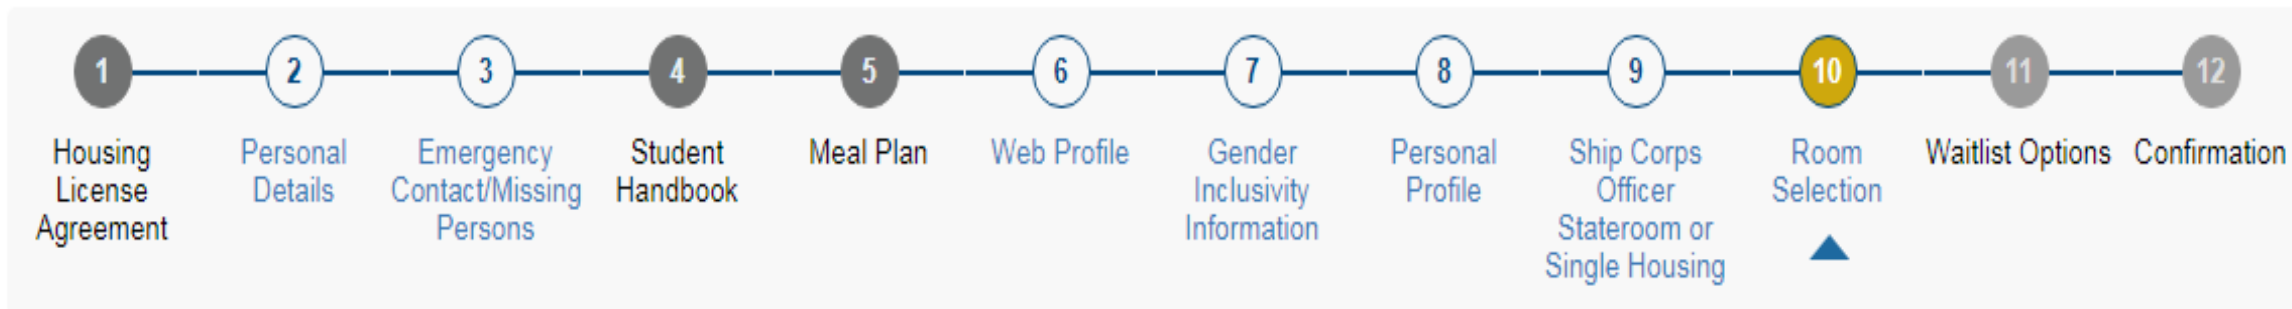 1 2 3 4 5 6 7 8 9 10 11 12
Housing
License
Agreement
Personal
Details
Emergency
Contact/Missing
Persons
Student
Handbook
Meal Plan
Web Profile
Gender
Inclusivity
Information
Personal
Profile
Ship Corps
Officer
Stateroom or
Single Housing
Room
Selection
Waitlist Options
Confirmation